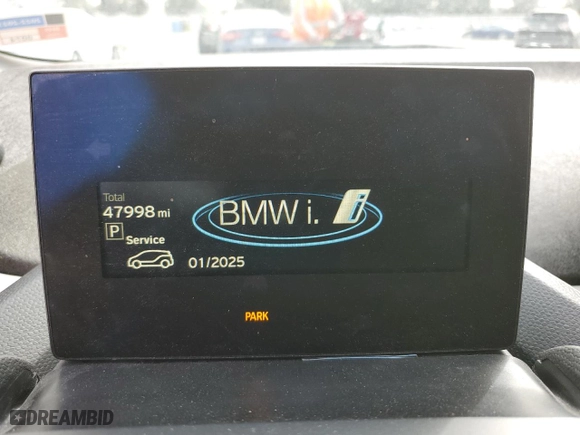 Total
47998 mi
P
Service
01/2025
BMW i.
i
PARK
DREAMBID